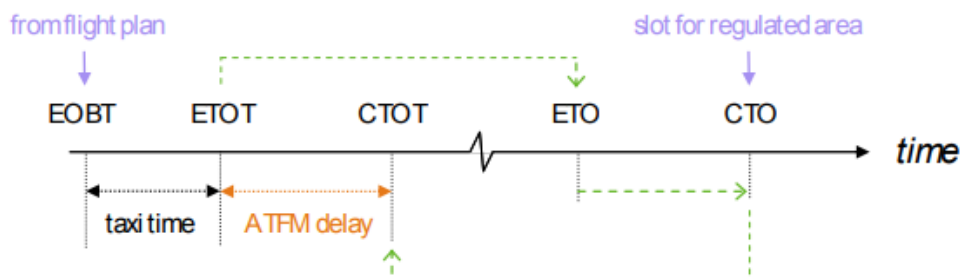 from flight plan
slot for regulated area
EOBT
ETOT
CTOT
ETO
CTO
time
taxi time
ATFM delay